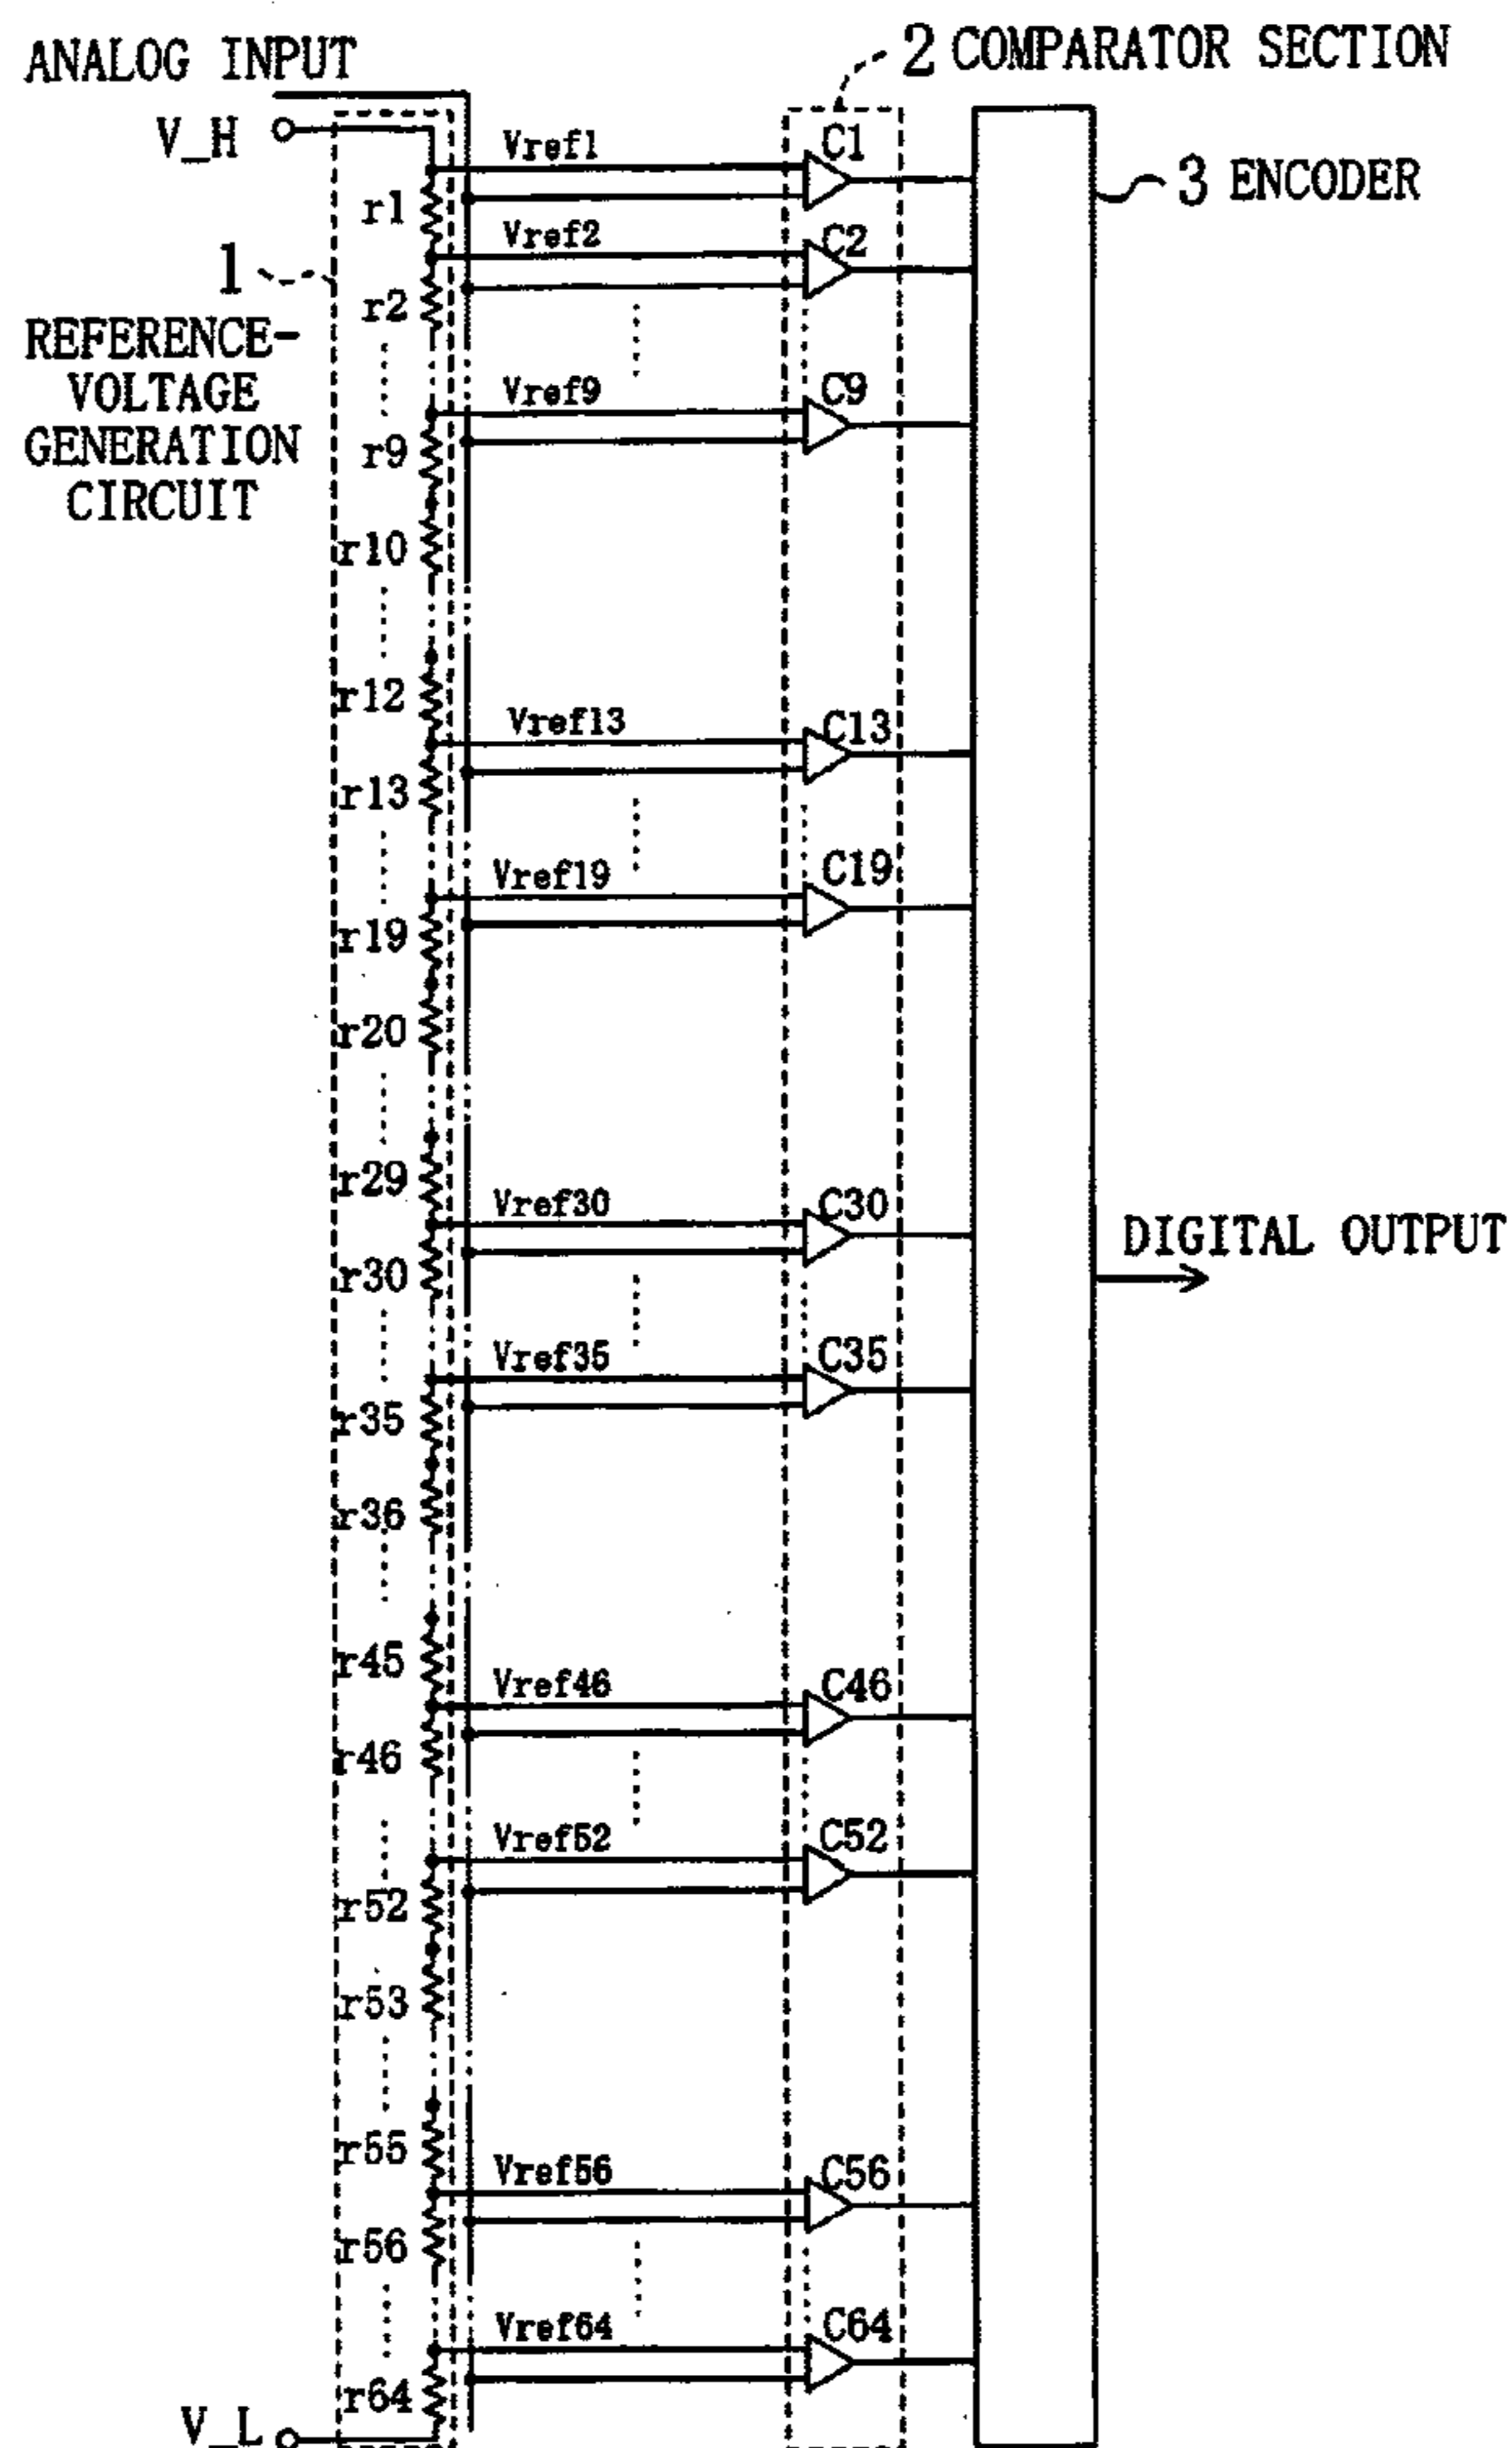 ANALOG INPUT
2 COMPARATOR SECTION
V_H
Vref1
C1
3 ENCODER
r1
Vref2
C2
1
r2
REFERENCE-
VOLTAGE
GENERATION
CIRCUIT
Vref9
C9
r9
r10
r12
Vref13
C13
r13
Vref19
C19
r19
r20
r29
Vref30
C30
DIGITAL OUTPUT
r30
Vref35
C35
r35
r36
r45
Vref46
C46
r46
Vref52
C52
r52
r53
r55
Vref56
C56
r56
Vref64
C64
r64
V_L